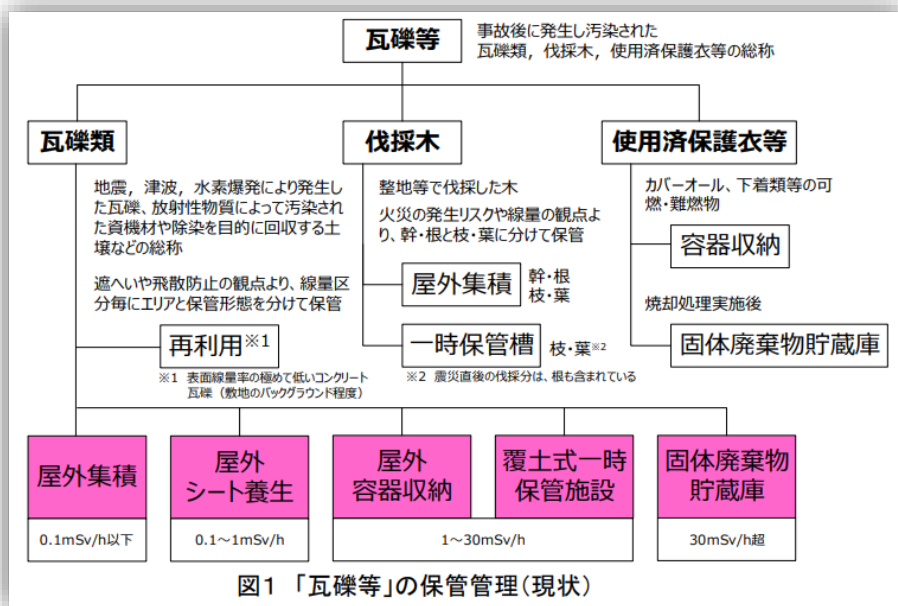 瓦礫等
事故後に発生し汚染された
瓦礫類，伐採木，使用済保護衣等の総称
瓦礫類
地震，津波，水素爆発により発生し
た瓦礫、放射性物質によって汚染された
資機材や除染を目的に回収する土
壌などの総称
遮へいや飛散防止の観点より、線量区
分毎にエリアと保管形態を分けて保管
再利用※1
※1 表面線量率の極めて低いコンクリート
瓦礫（敷地のバックグラウンド程度）
伐採木
整地等で伐採した木
火災の発生リスクや線量の観点よ
り、幹・根と枝・葉に分けて保管
屋外集積
幹・根
枝・葉
一時保管槽
枝・葉※2
※2 震災直後の伐採分は、根も含まれている
使用済保護衣等
カバーオール、下着類等の可
燃・難燃物
容器収納
焼却処理実施後
固体廃棄物貯蔵庫
屋外集積
0.1mSv/h以下
屋外
シート養生
0.1～1mSv/h
屋外
容器収納
覆土式一時
保管施設
1～30mSv/h
固体廃棄物
貯蔵庫
30mSv/h超
図1 「瓦礫等」の保管管理（現状）